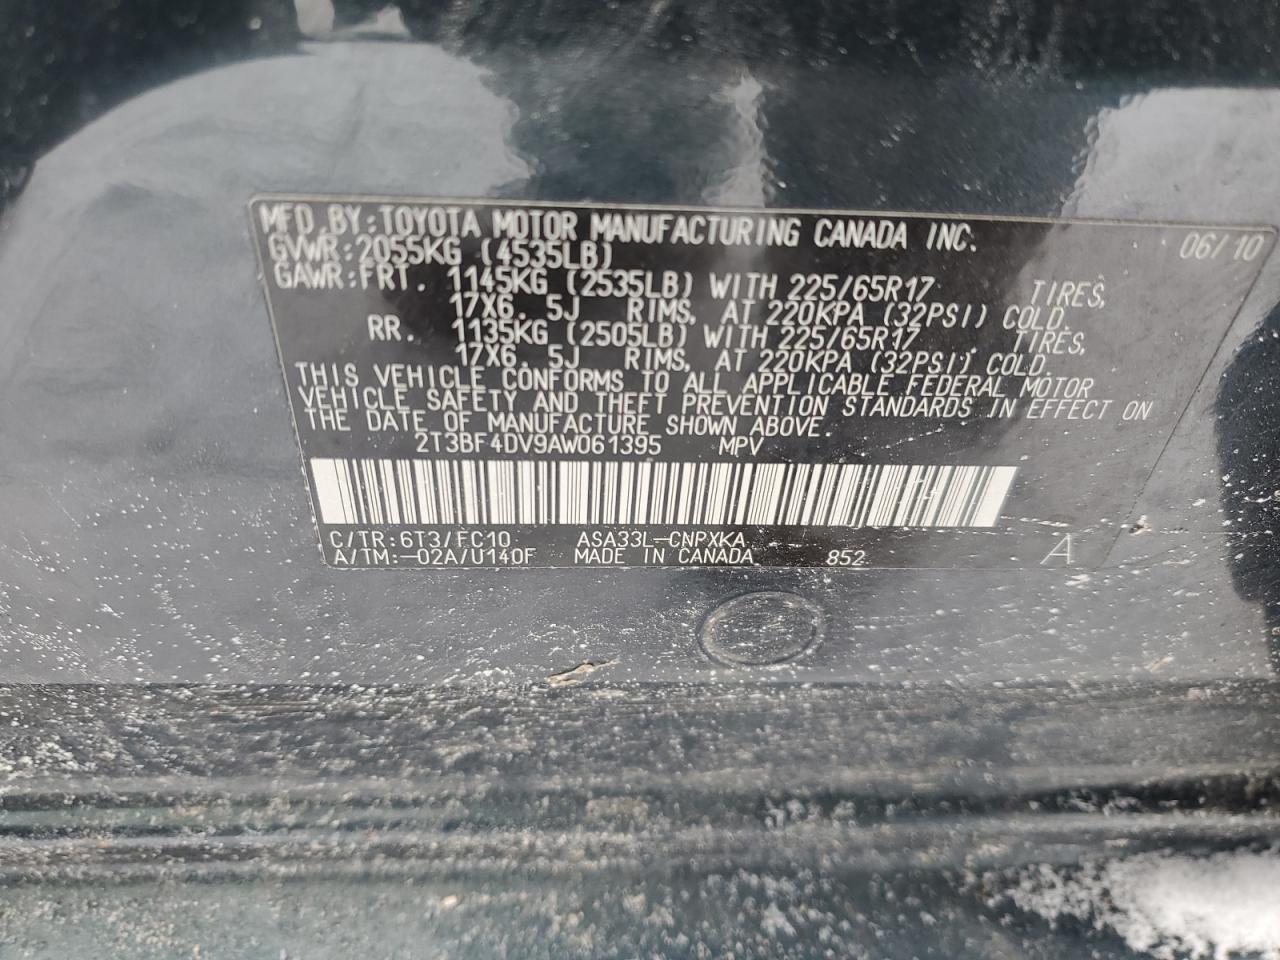 MFD. BY: TOYOTA MOTOR MANUFACTURING CANADA INC. 06/10
GVWR: 2055KG (4535LB)
GAWR: FRT. 1145KG (2535LB) WITH 225/65R17 TIRES,
17X6. 5J RIMS, AT 220KPA (32PSI) COLD.
RR. 1135KG (2505LB) WITH 225/65R17 TIRES,
17X6. 5J RIMS, AT 220KPA (32PSI) COLD.
THIS VEHICLE CONFORMS TO ALL APPLICABLE FEDERAL MOTOR
VEHICLE SAFETY AND THEFT PREVENTION STANDARDS IN EFFECT ON
THE DATE OF MANUFACTURE SHOWN ABOVE.
2T3BF4DV9AW061395 MPV
C/TR: 6T3/FC10 ASA33L-CNPXKA
A/TM: -02A/U140F MADE IN CANADA 852 A